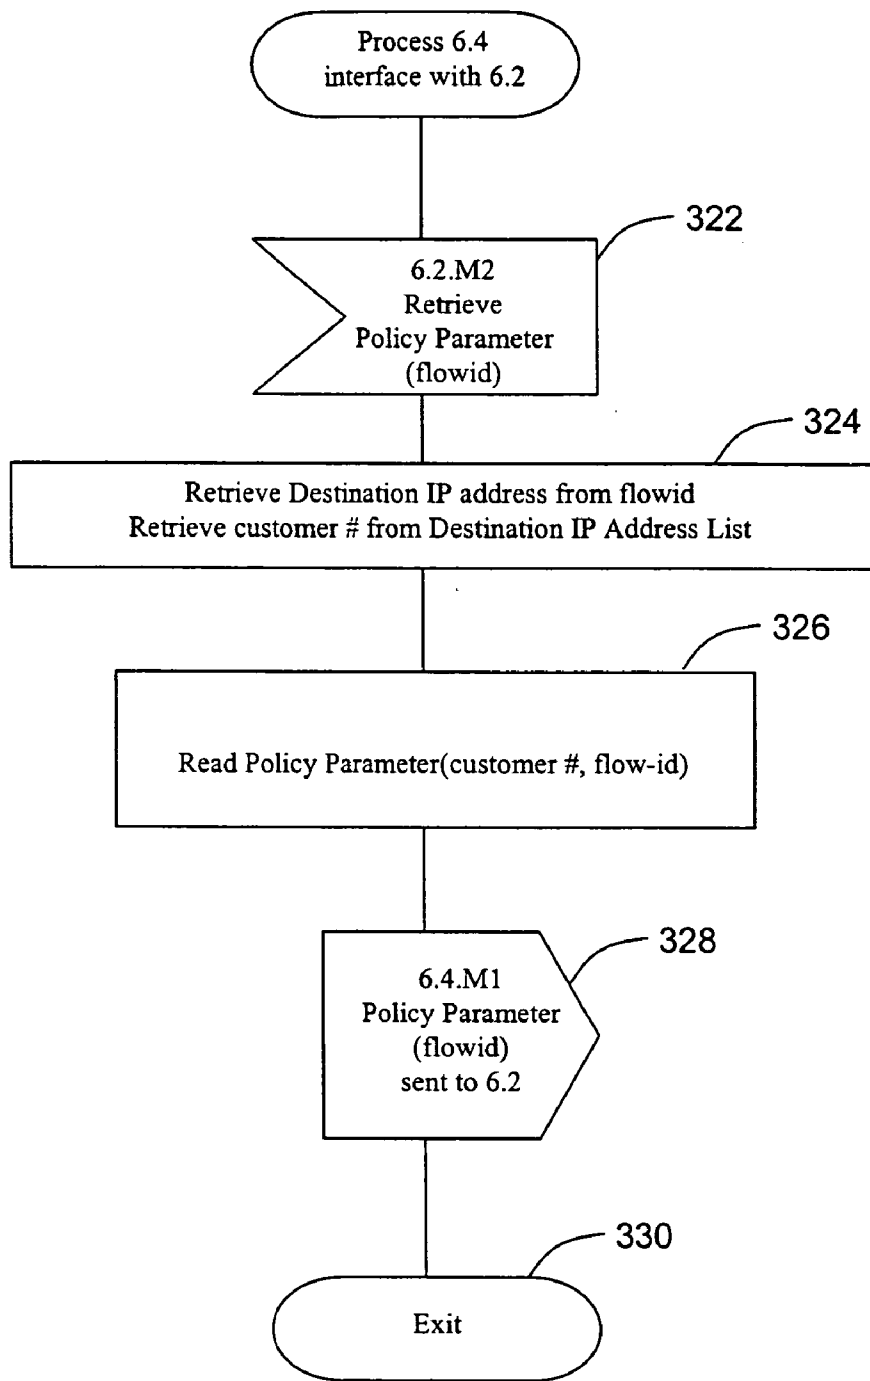 Process 6.4
interface with 6.2
322
6.2.M2
Retrieve
Policy Parameter
(flowid)
324
Retrieve Destination IP address from flowid
Retrieve customer # from Destination IP Address List
326
Read Policy Parameter(customer #, flow-id)
328
6.4.M1
Policy Parameter
(flowid)
sent to 6.2
330
Exit